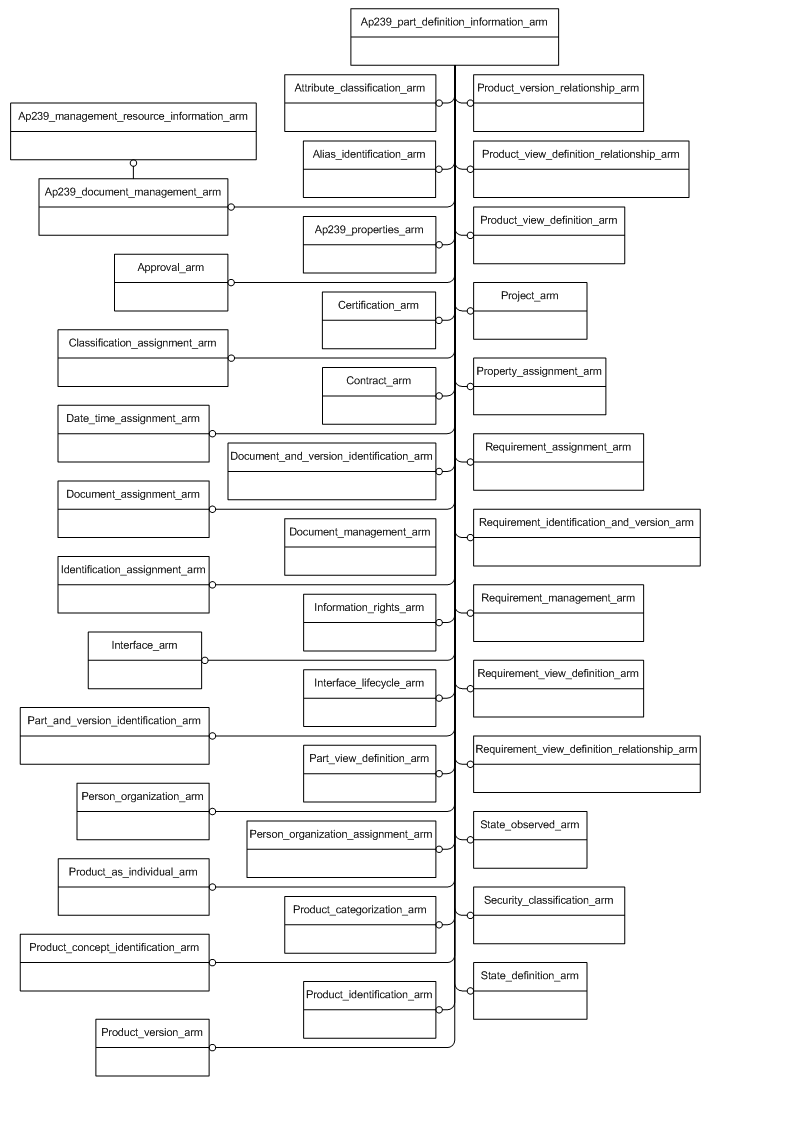 Ap239_part_definition_information_arm
Attribute_classification_arm
Product_version_relationship_arm
Ap239_management_resource_information_arm
Alias_identification_arm
Product_view_definition_relationship_arm
Ap239_document_management_arm
Ap239_properties_arm
Product_view_definition_arm
Approval_arm
Certification_arm
Project_arm
Classification_assignment_arm
Contract_arm
Property_assignment_arm
Date_time_assignment_arm
Document_and_version_identification_arm
Requirement_assignment_arm
Document_assignment_arm
Document_management_arm
Requirement_identification_and_version_arm
Identification_assignment_arm
Information_rights_arm
Requirement_management_arm
Interface_arm
Interface_lifecycle_arm
Requirement_view_definition_arm
Part_and_version_identification_arm
Part_view_definition_arm
Requirement_view_definition_relationship_arm
Person_organization_arm
Person_organization_assignment_arm
State_observed_arm
Product_as_individual_arm
Product_categorization_arm
Security_classification_arm
Product_concept_identification_arm
Product_identification_arm
State_definition_arm
Product_version_arm